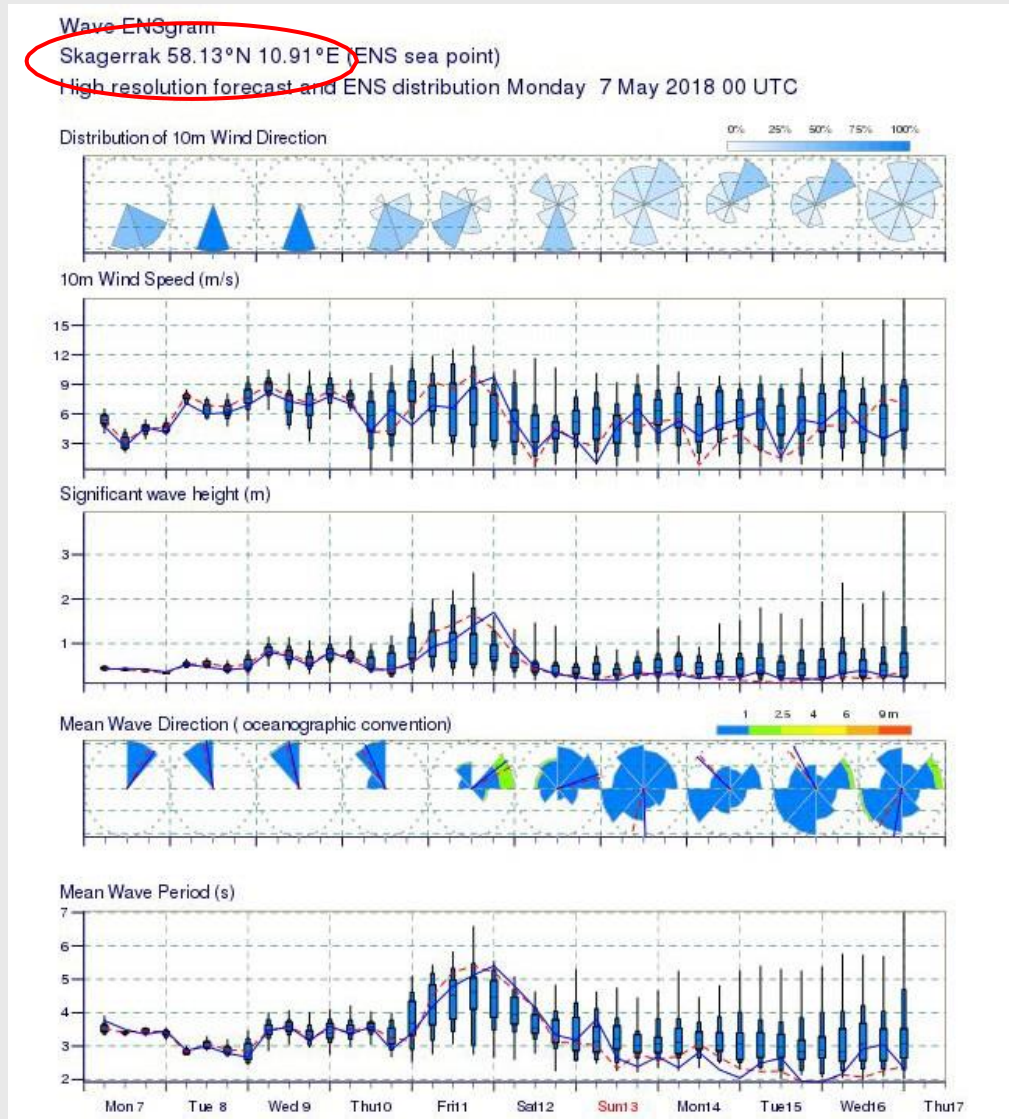 Wave ENSgram
Skagerrak 58.13°N 10.91°E (ENS sea point)
High resolution forecast and ENS distribution Monday 7 May 2018 00 UTC
Distribution of 10m Wind Direction
0% 25% 50% 75% 100%
10m Wind Speed (m/s)
15
12
9
6
3
Significant wave height (m)
3
2
1
Mean Wave Direction ( oceanographic convention)
1 2.5 4 6 9m
Mean Wave Period (s)
7
6
5
4
3
2
Mon 7 Tue 8 Wed 9 Thu10 Fri11 Sat12 Sun13 Mon14 Tue15 Wed16 Thu17